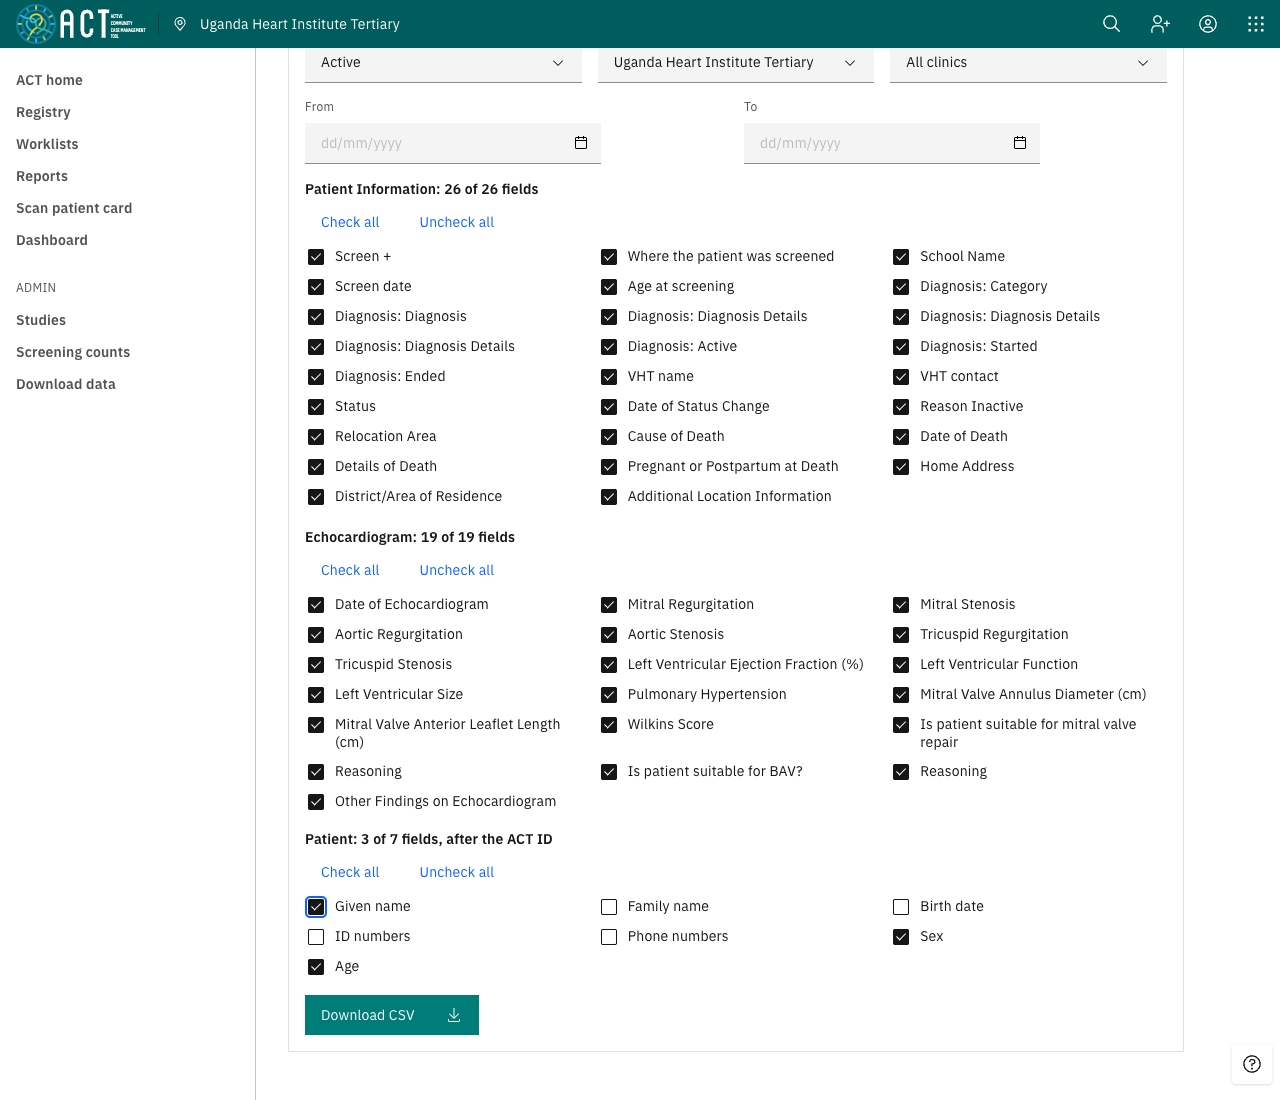 ACT ACTIVE COMMUNITY CASE MANAGEMENT TOOL
Uganda Heart Institute Tertiary
ACT home
Registry
Worklists
Reports
Scan patient card
Dashboard
ADMIN
Studies
Screening counts
Download data
Active
Uganda Heart Institute Tertiary
All clinics
From
To
dd/mm/yyyy
dd/mm/yyyy
Patient Information: 26 of 26 fields
Check all
Uncheck all
Screen +
Where the patient was screened
School Name
Screen date
Age at screening
Diagnosis: Category
Diagnosis: Diagnosis
Diagnosis: Diagnosis Details
Diagnosis: Diagnosis Details
Diagnosis: Diagnosis Details
Diagnosis: Active
Diagnosis: Started
Diagnosis: Ended
VHT name
VHT contact
Status
Date of Status Change
Reason Inactive
Relocation Area
Cause of Death
Date of Death
Details of Death
Pregnant or Postpartum at Death
Home Address
District/Area of Residence
Additional Location Information
Echocardiogram: 19 of 19 fields
Check all
Uncheck all
Date of Echocardiogram
Mitral Regurgitation
Mitral Stenosis
Aortic Regurgitation
Aortic Stenosis
Tricuspid Regurgitation
Tricuspid Stenosis
Left Ventricular Ejection Fraction (%)
Left Ventricular Function
Left Ventricular Size
Pulmonary Hypertension
Mitral Valve Annulus Diameter (cm)
Mitral Valve Anterior Leaflet Length
(cm)
Wilkins Score
Is patient suitable for mitral valve
repair
Reasoning
Is patient suitable for BAV?
Reasoning
Other Findings on Echocardiogram
Patient: 3 of 7 fields, after the ACT ID
Check all
Uncheck all
Given name
Family name
Birth date
ID numbers
Phone numbers
Sex
Age
Download CSV